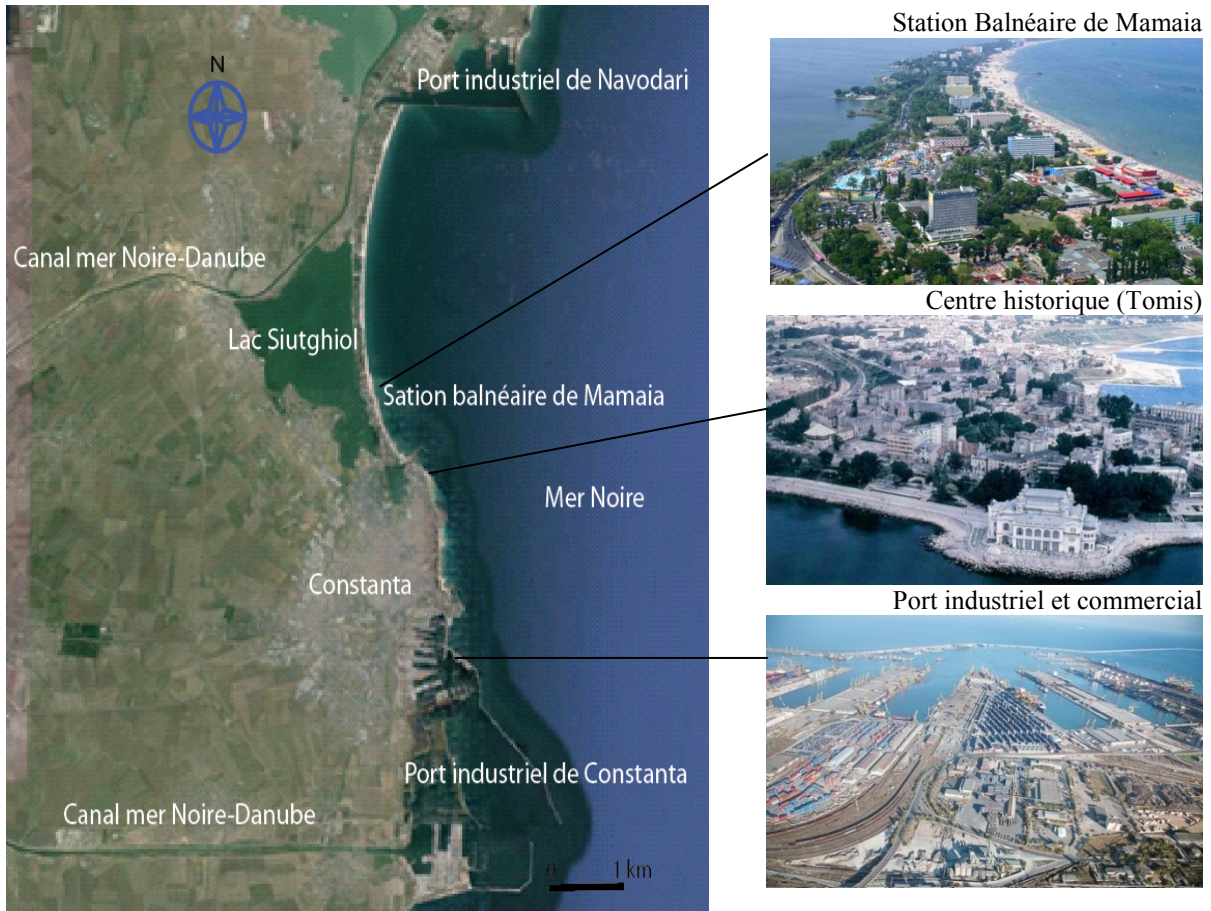 Station Balnéaire de Mamaia
N
Port industriel de Navodari
Canal mer Noire-Danube
Centre historique (Tomis)
Lac Siutghiol
Sation balnéaire de Mamaia
Mer Noire
Constanta
Port industriel et commercial
Port industriel de Constanta
Canal mer Noire-Danube
0 1 km